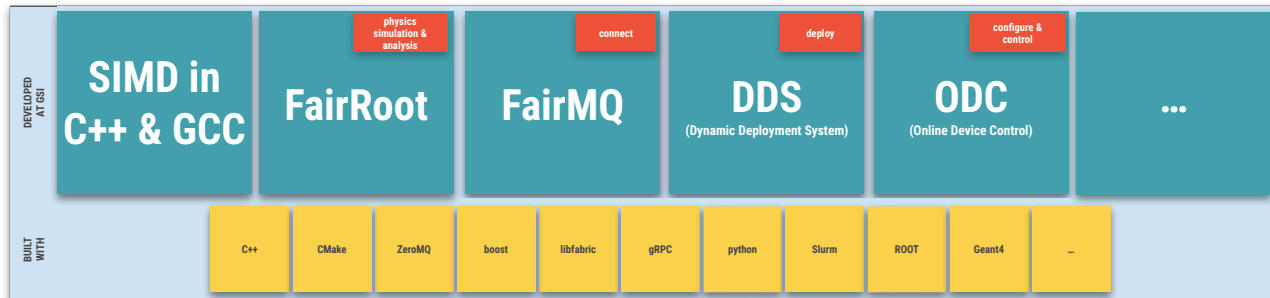 DEVELOPED
AT GSI
SIMD in
C++ & GCC
physics
simulation &
analysis
FairRoot
connect
FairMQ
deploy
DDS
(Dynamic Deployment System)
configure &
control
ODC
(Online Device Control)
...
BUILT
WITH
C++
CMake
ZeroMQ
boost
libfabric
gRPC
python
Slurm
ROOT
Geant4
...